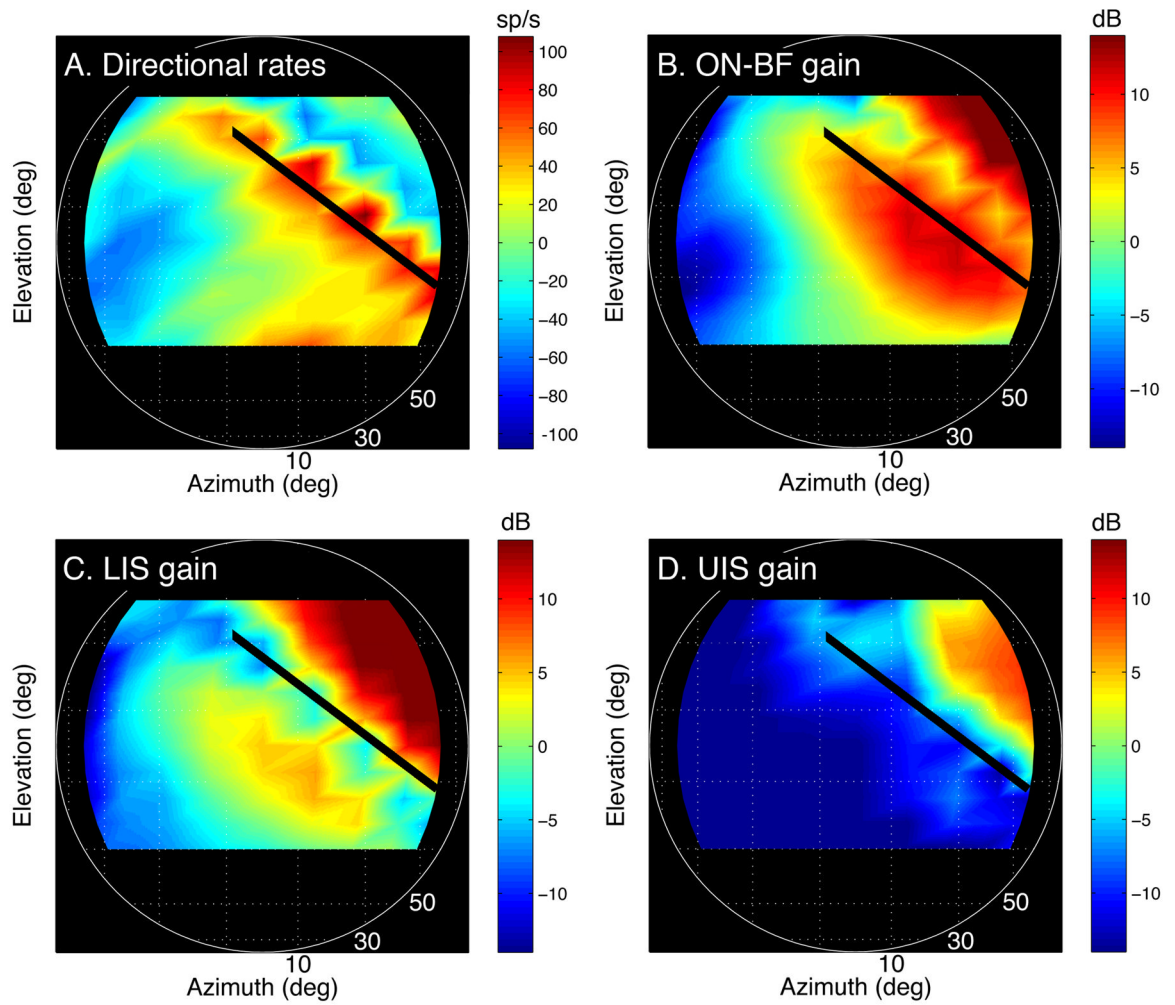 sp/s
A. Directional rates
100
80
60
40
20
0
-20
-40
-60
-80
-100
Elevation (deg)
50
30
10
Azimuth (deg)
dB
B. ON-BF gain
10
5
0
-5
-10
Elevation (deg)
50
30
10
Azimuth (deg)
dB
C. LIS gain
10
5
0
-5
-10
Elevation (deg)
50
30
10
Azimuth (deg)
dB
D. UIS gain
10
5
0
-5
-10
Elevation (deg)
50
30
10
Azimuth (deg)